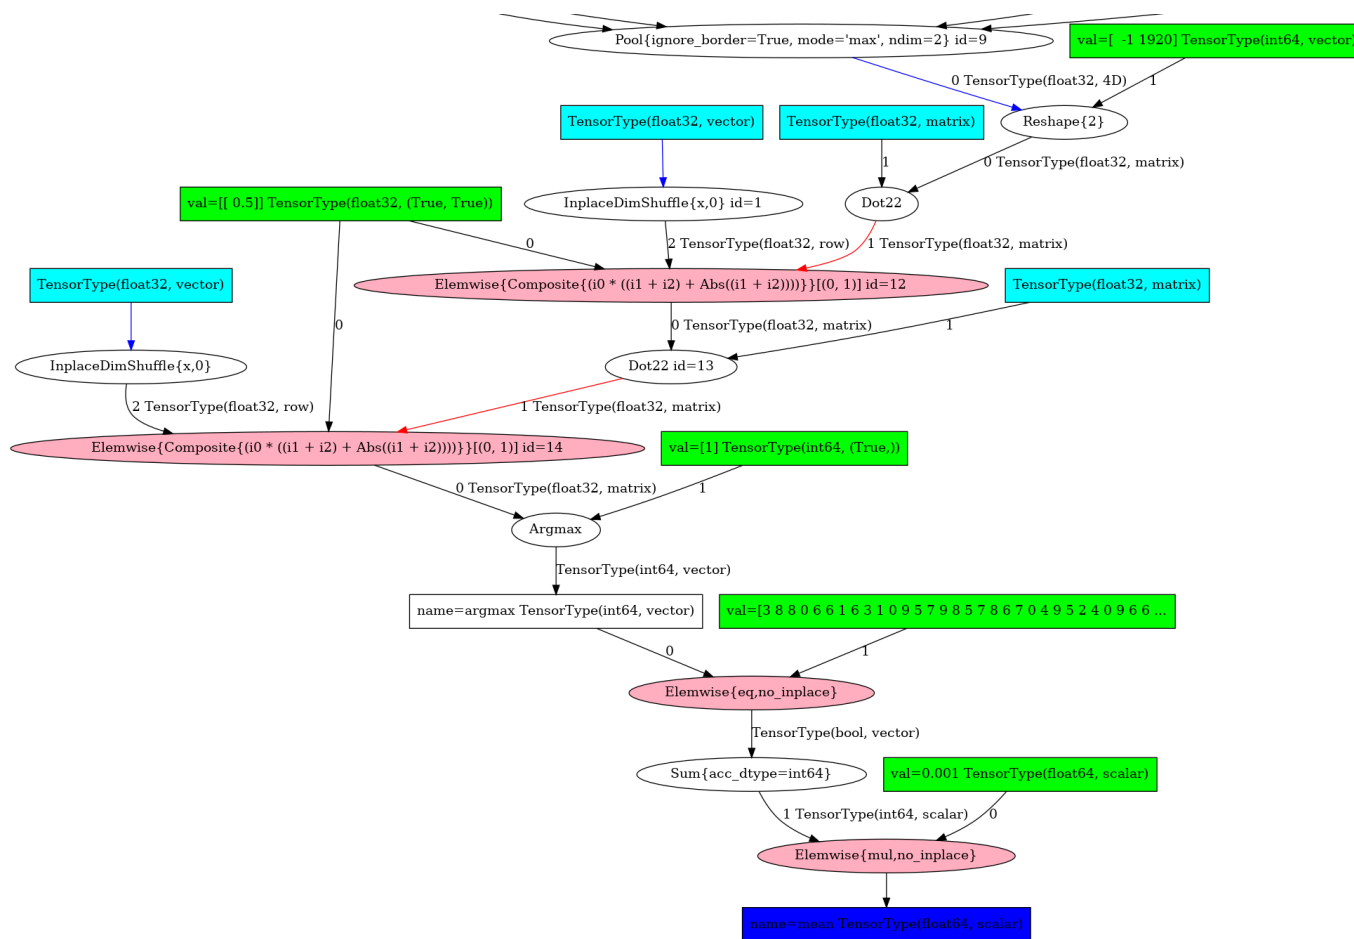 Pool{ignore_border=True, mode='max', ndim=2} id=9
val=[  -1 1920] TensorType(int64, vector)
0 TensorType(float32, 4D)
1
TensorType(float32, vector)
TensorType(float32, matrix)
Reshape{2}
1
0 TensorType(float32, matrix)
val=[[ 0.5]] TensorType(float32, (True, True))
InplaceDimShuffle{x,0} id=1
Dot22
0
2 TensorType(float32, row)
1 TensorType(float32, matrix)
TensorType(float32, vector)
Elemwise{Composite{(i0 * ((i1 + i2) + Abs((i1 + i2))))}}[(0, 1)] id=12
TensorType(float32, matrix)
0
0 TensorType(float32, matrix)
1
InplaceDimShuffle{x,0}
Dot22 id=13
2 TensorType(float32, row)
1 TensorType(float32, matrix)
Elemwise{Composite{(i0 * ((i1 + i2) + Abs((i1 + i2))))}}[(0, 1)] id=14
val=[1] TensorType(int64, (True,))
0 TensorType(float32, matrix)
1
Argmax
TensorType(int64, vector)
name=argmax TensorType(int64, vector)
val=[3 8 8 0 6 6 1 6 3 1 0 9 5 7 9 8 5 7 8 6 7 0 4 9 5 2 4 0 9 6 6 ...
0
1
Elemwise{eq,no_inplace}
TensorType(bool, vector)
Sum{acc_dtype=int64}
val=0.001 TensorType(float64, scalar)
1 TensorType(int64, scalar)
0
Elemwise{mul,no_inplace}
name=mean TensorType(float64, scalar)